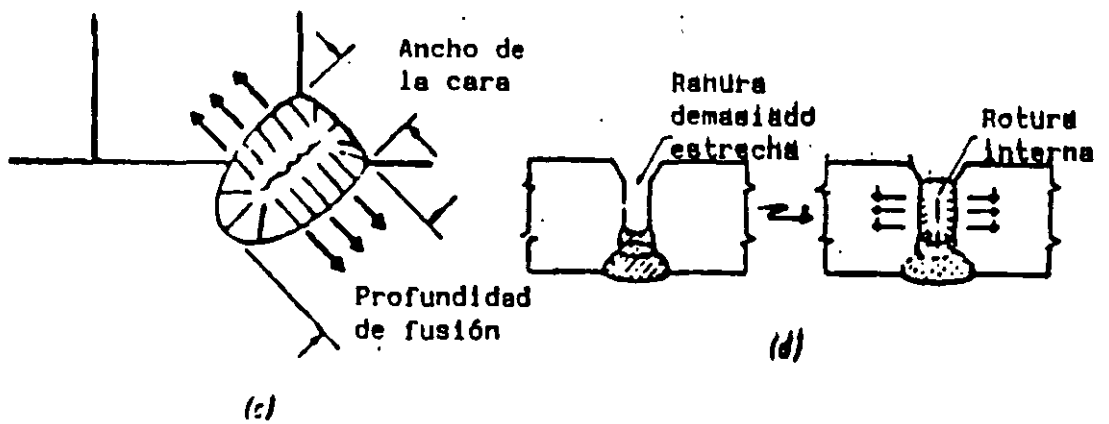 Ancho de
la cara
Profundidad
de fusión
(c)
Rahura
demasiado
estrecha
Rotura
interna
(d)